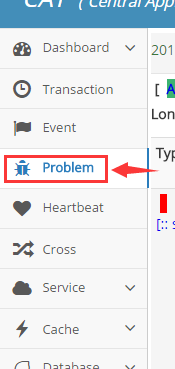 CAT ( Central App
Dashboard
201
Transaction
[ A
Event
Lon
Problem
Typ
Heartbeat
[:: s
Cross
Service
Cache
Database